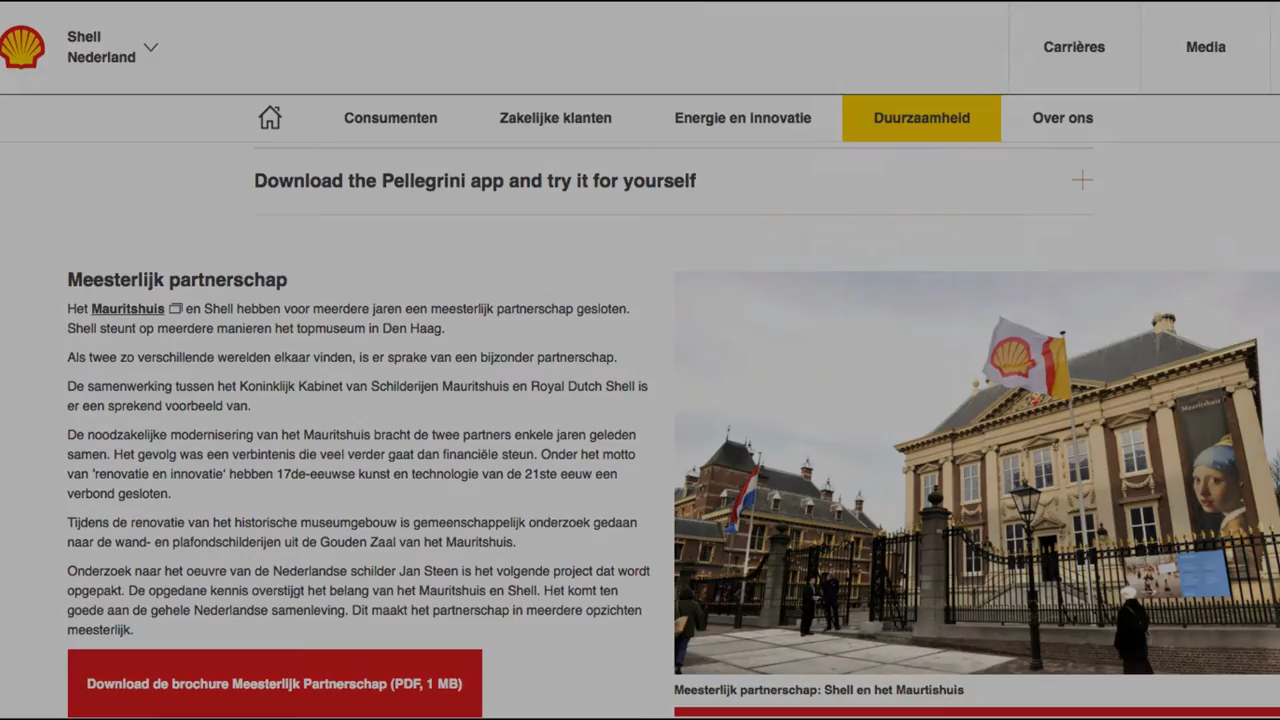 Shell
Nederland
Carrières
Media
Consumenten
Zakelijke klanten
Energie en innovatie
Duurzaamheid
Over ons
Download the Pellegrini app and try it for yourself
Meesterlijk partnerschap
Het Mauritshuis en Shell hebben voor meerdere jaren een meesterlijk partnerschap gesloten.
Shell steunt op meerdere manieren het topmuseum in Den Haag.
Als twee zo verschillende werelden elkaar vinden, is er sprake van een bijzonder partnerschap.
De samenwerking tussen het Koninklijk Kabinet van Schilderijen Mauritshuis en Royal Dutch Shell is
er een sprekend voorbeeld van.
De noodzakelijke modernisering van het Mauritshuis bracht de twee partners enkele jaren geleden
samen. Het gevolg was een verbintenis die veel verder gaat dan financiële steun. Onder het motto
van 'renovatie en innovatie' hebben 17de-eeuwse kunst en technologie van de 21ste eeuw een
verbond gesloten.
Tijdens de renovatie van het historische museumgebouw is gemeenschappelijk onderzoek gedaan
naar de wand- en plafondschilderijen uit de Gouden Zaal van het Mauritshuis.
Onderzoek naar het oeuvre van de Nederlandse schilder Jan Steen is het volgende project dat wordt
opgepakt. De opgedane kennis overstijgt het belang van het Mauritshuis en Shell. Het komt ten
goede aan de gehele Nederlandse samenleving. Dit maakt het partnerschap in meerdere opzichten
meesterlijk.
Download de brochure Meesterlijk Partnerschap (PDF, 1 MB)
Mauritshuis
Meesterlijk partnerschap: Shell en het Maurtishuis